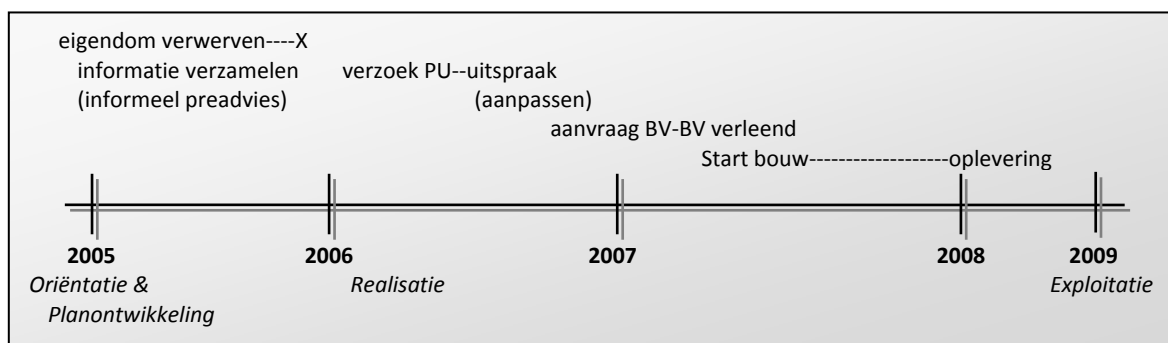 eigendom verwerven----X
informatie verzamelen verzoek PU--uitspraak
(informeel preadvies) (aanpassen)
aanvraag BV-BV verleend
Start bouw-------------------oplevering
2005 2006 2007 2008 2009
Oriëntatie & Realisatie Exploitatie
Planontwikkeling